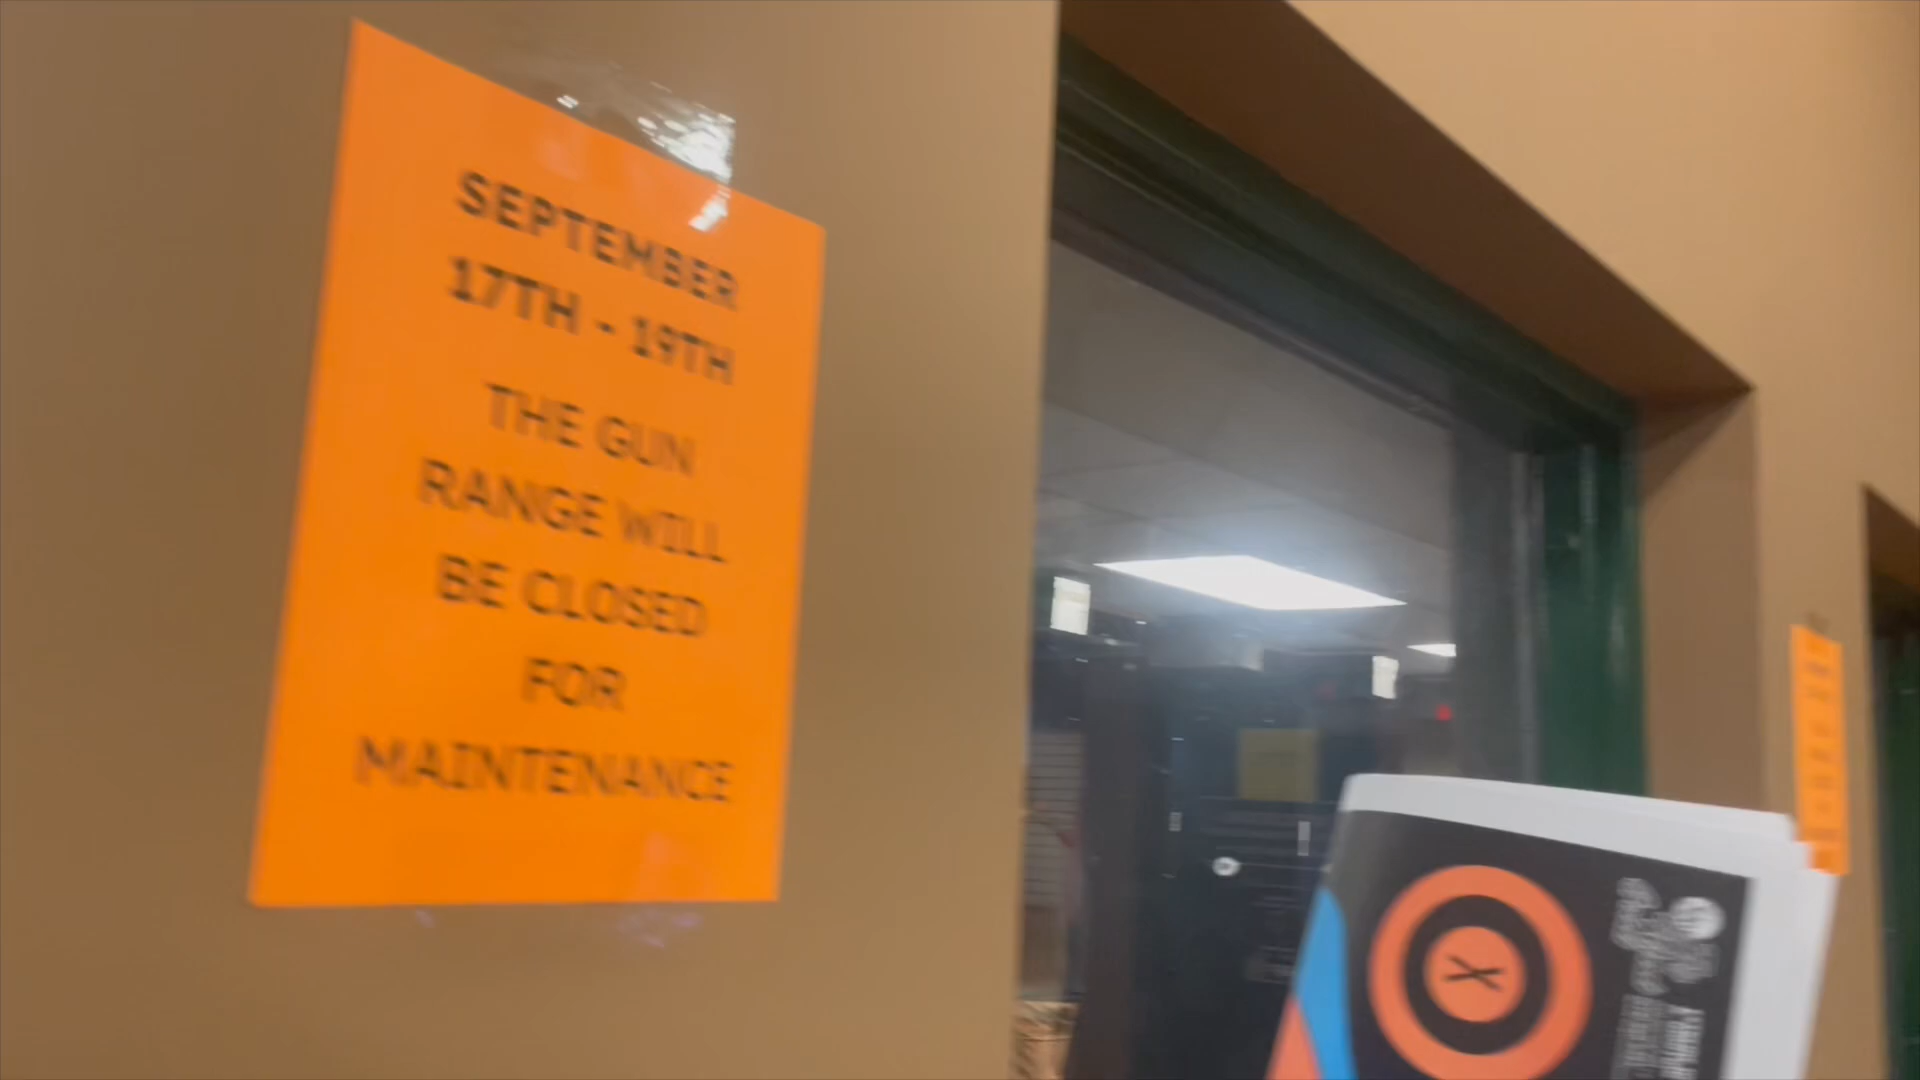 SEPTEMBER
17TH - 19TH
THE GUN
RANGE WILL
BE CLOSED
FOR
MAINTENANCE
X